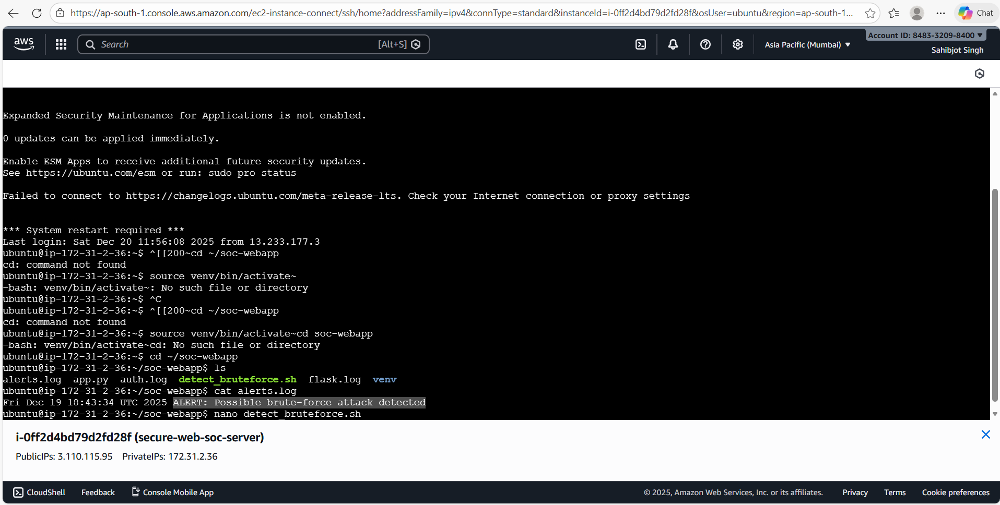 https://ap-south-1.console.aws.amazon.com/ec2-instance-connect/ssh/home?addressFamily=ipv4&connType=standard&instanceId=i-0ff2d4bd79d2fd28f&osUser=ubuntu&region=ap-south-1...
Chat
aws
Search
[Alt+S]
Asia Pacific (Mumbai)
Account ID: 8483-3209-8400
Sahibjot Singh
Expanded Security Maintenance for Applications is not enabled.
0 updates can be applied immediately.
Enable ESM Apps to receive additional future security updates.
See https://ubuntu.com/esm or run: sudo pro status
Failed to connect to https://changelogs.ubuntu.com/meta-release-lts. Check your Internet connection or proxy settings
*** System restart required ***
Last login: Sat Dec 20 11:56:08 2025 from 13.233.177.3
ubuntu@ip-172-31-2-36:~$ ^[[200~cd ~/soc-webapp
cd: command not found
ubuntu@ip-172-31-2-36:~$ source venv/bin/activate~
-bash: venv/bin/activate~: No such file or directory
ubuntu@ip-172-31-2-36:~$ ^C
ubuntu@ip-172-31-2-36:~$ ^[[200~cd ~/soc-webapp
cd: command not found
ubuntu@ip-172-31-2-36:~$ source venv/bin/activate~cd soc-webapp
-bash: venv/bin/activate~cd: No such file or directory
ubuntu@ip-172-31-2-36:~$ cd ~/soc-webapp
ubuntu@ip-172-31-2-36:~/soc-webapp$ ls
alerts.log  app.py  auth.log  detect_bruteforce.sh  flask.log  venv
ubuntu@ip-172-31-2-36:~/soc-webapp$ cat alerts.log
Fri Dec 19 18:43:34 UTC 2025 ALERT: Possible brute-force attack detected
ubuntu@ip-172-31-2-36:~/soc-webapp$ nano detect_bruteforce.sh
i-0ff2d4bd79d2fd28f (secure-web-soc-server)
PublicIPs: 3.110.115.95    PrivateIPs: 172.31.2.36
CloudShell    Feedback    Console Mobile App    © 2025, Amazon Web Services, Inc. or its affiliates.    Privacy    Terms    Cookie preferences